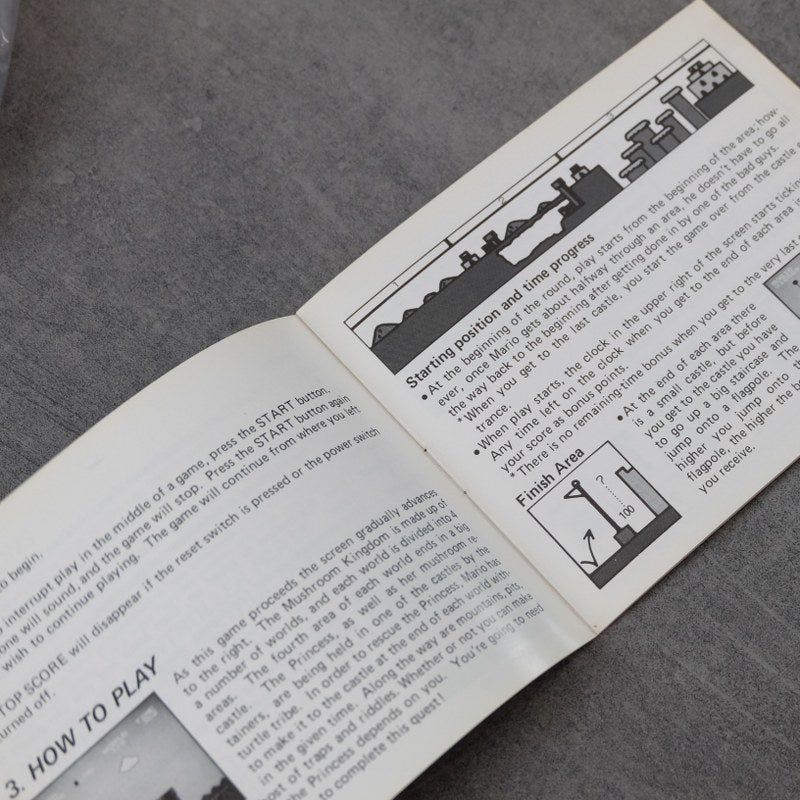 to begin.
interrupt play in the middle of a game, press the START button.
one will sound, and the game will stop. Press the START button again
wish to continue playing. The game will continue from where you left
TOP SCORE will disappear if the reset switch is pressed or the power switch
turned off.
3. HOW TO PLAY
As this game proceeds the screen gradually advances
to the right. The Mushroom Kingdom is made up of
a number of worlds, and each world is divided into 4
areas. The fourth area of each world ends in a big
castle. The Princess, as well as her mushroom re-
tainers, are being held in one of the castles by the
turtle tribe. In order to rescue the Princess, Mario has
to make it to the castle at the end of each world with-
in the given time. Along the way are mountains, pits,
host of traps and riddles. Whether or not you can make
the Princess depends on you. You're going to need
to complete this quest!
1 2 3 4
Starting position and time progress
• At the beginning of the round, play starts from the beginning of the area; how-
ever, once Mario gets about halfway through an area, he doesn't have to go all
the way back to the beginning after getting done in by one of the bad guys.
* When you get to the last castle, you start the game over from the castle
trance.
• When play starts, the clock in the upper right of the screen starts ticking
Any time left on the clock when you get to the end of each area
your score as bonus points.
* There is no remaining-time bonus when you get to the very last
Finish Area
?
100
• At the end of each area there
is a small castle, but before
you get to the castle you have
to go up a big staircase and
jump onto a flagpole. The
higher you jump onto
flagpole, the higher the
you receive.